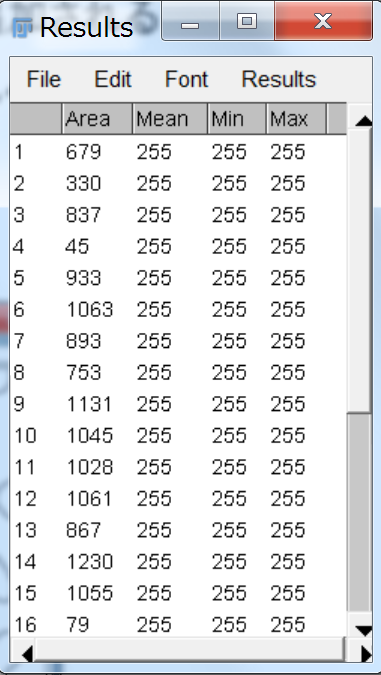 Results
File Edit Font Results
Area Mean Min Max
1 679 255 255 255
2 330 255 255 255
3 837 255 255 255
4 45 255 255 255
5 933 255 255 255
6 1063 255 255 255
7 893 255 255 255
8 753 255 255 255
9 1131 255 255 255
10 1045 255 255 255
11 1028 255 255 255
12 1061 255 255 255
13 867 255 255 255
14 1230 255 255 255
15 1055 255 255 255
16 79 255 255 255